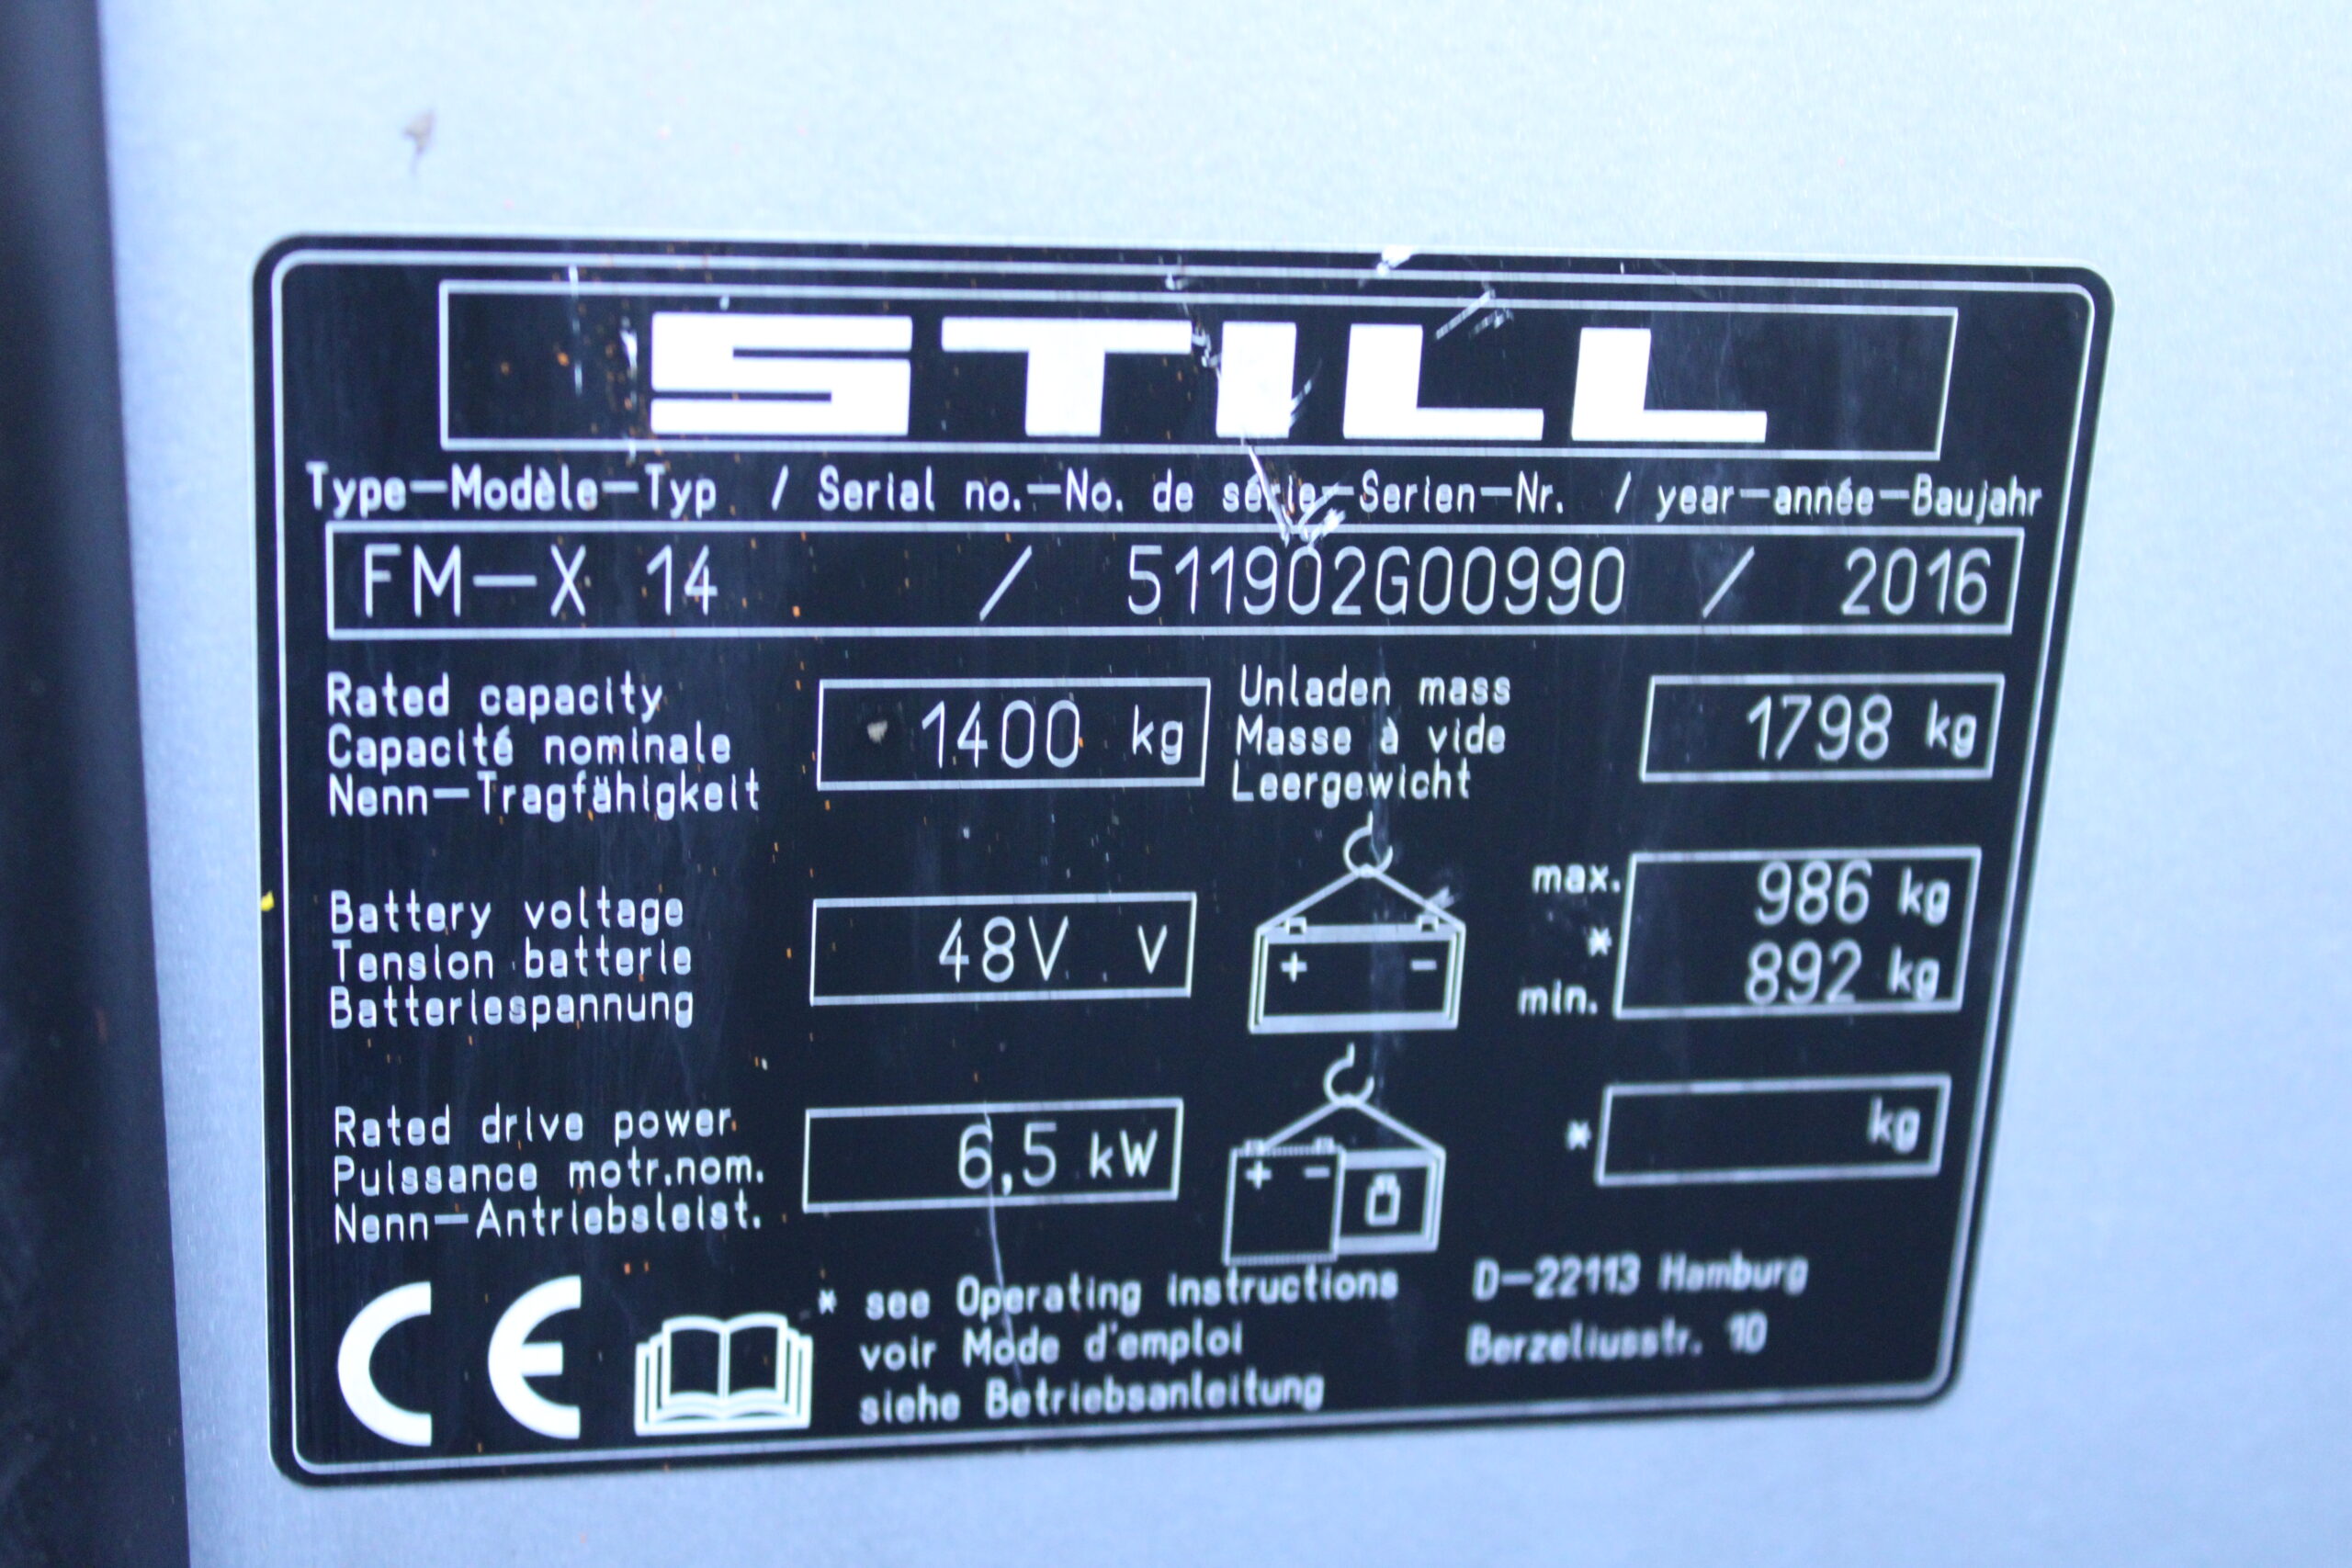 STILL
Type-Modèle-Typ / Serial no.-No. de série-Serien-Nr. / year-année-Baujahr
FM-X 14 / 511902G00990 / 2016
Rated capacity
Capacité nominale
Nenn-Tragfähigkeit
1400 kg
Unladen mass
Masse à vide
Leergewicht
1798 kg
Battery voltage
Tension batterie
Batteriespannung
48V V
+ -
max. 986 kg
*
min. 892 kg
Rated drive power
Puissance motr.nom.
Nenn-Antriebsleist.
6,5 kW
+ -
* kg
CE
* see Operating instructions
voir Mode d'emploi
siehe Betriebsanleitung
D-22113 Hamburg
Berzeliusstr. 10